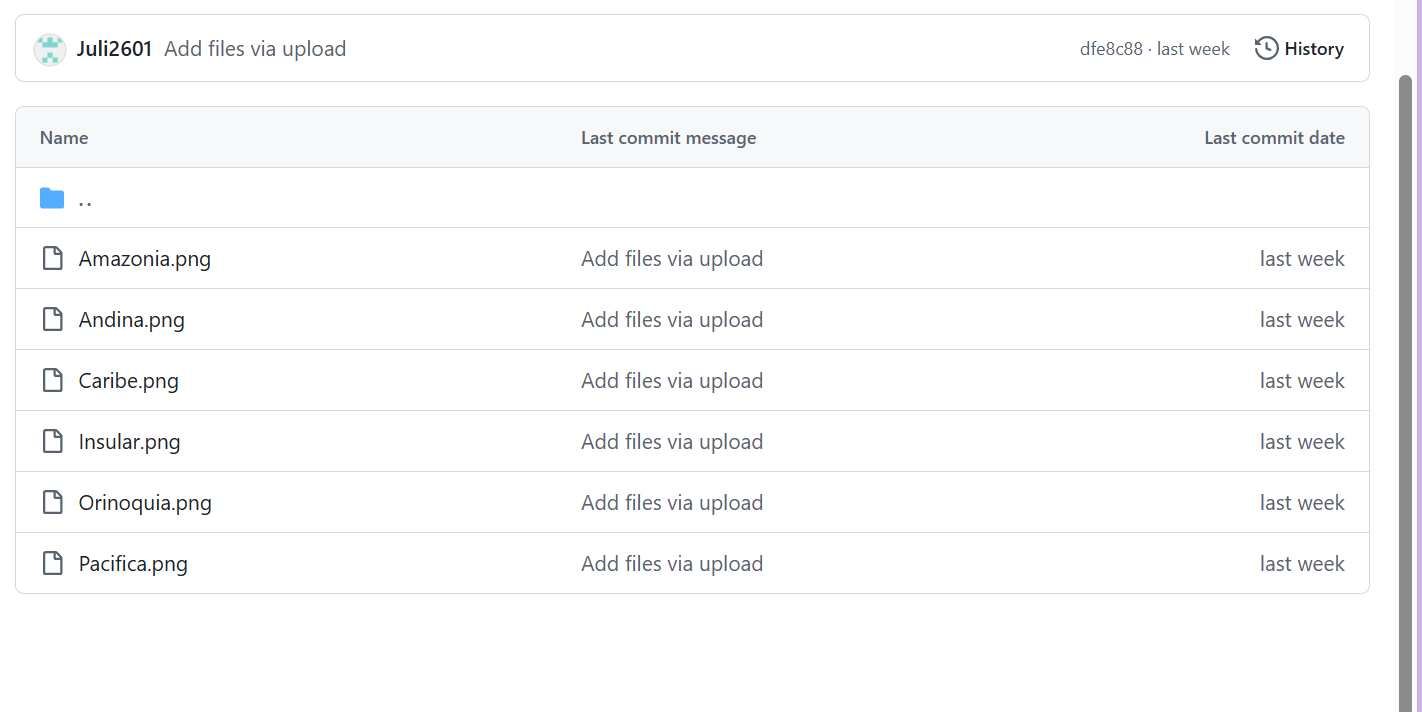 Juli2601 Add files via upload dfe8c88 · last week History
Name Last commit message Last commit date
..
Amazonia.png Add files via upload last week
Andina.png Add files via upload last week
Caribe.png Add files via upload last week
Insular.png Add files via upload last week
Orinoquia.png Add files via upload last week
Pacifica.png Add files via upload last week